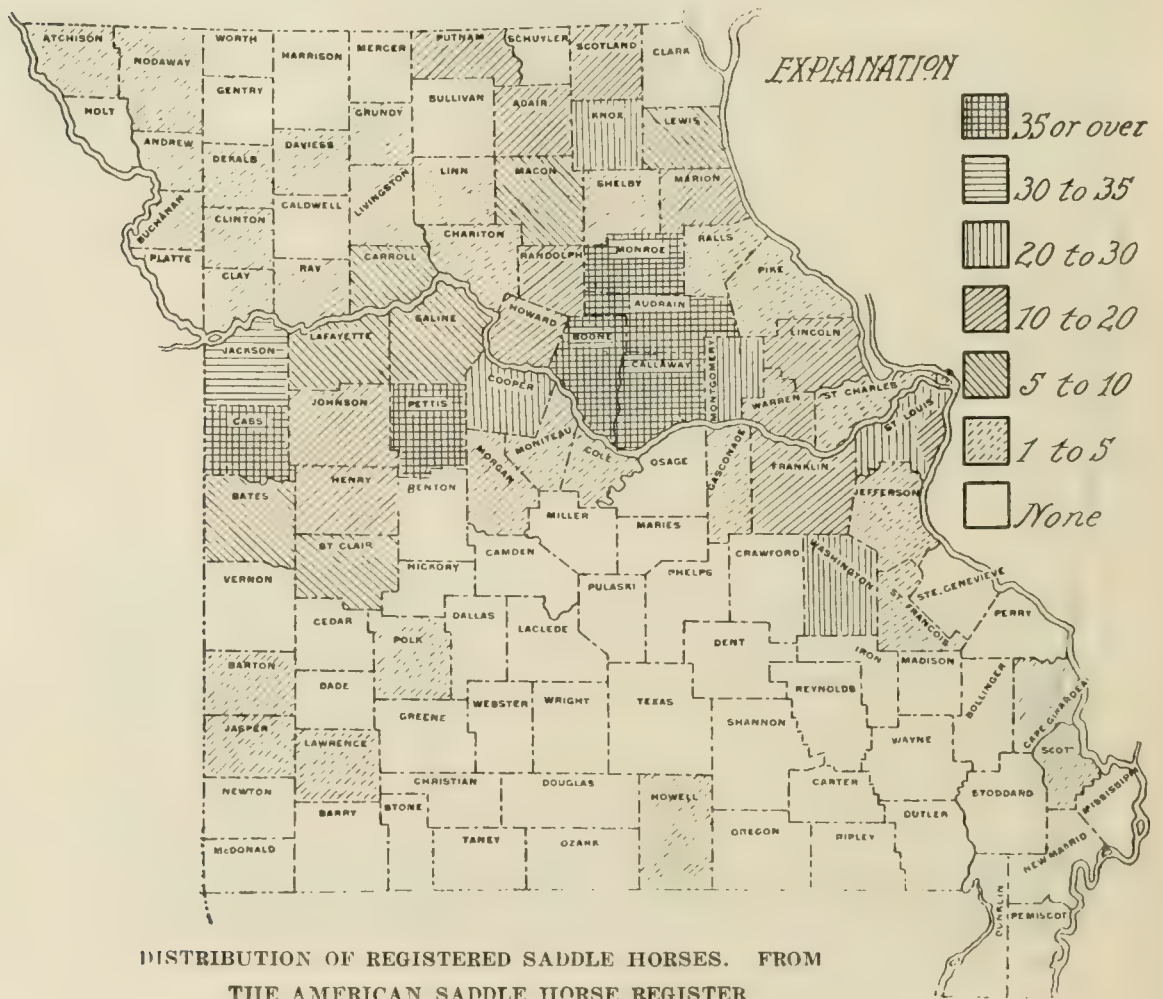 EXPLANATION
35 or over
30 to 35
20 to 30
10 to 20
5 to 10
1 to 5
None
ATCHISON
NODAWAY
WORTH
HARRISON
MERCER
PUTNAM
SCHUYLER
SCOTLAND
CLARK
HOLT
GENTRY
SULLIVAN
ADAIR
KNOX
LEWIS
GRUNDY
ANDREW
DEKALB
DAVIESS
LIVINGSTON
LINN
MACON
SHELBY
MARION
BUCHANAN
CLINTON
CALDWELL
CHARITON
PLATTE
CLAY
RAY
CARROLL
RANDOLPH
MONROE
RALLS
PIKE
AUDRAIN
JACKSON
LAFAYETTE
SALINE
HOWARD
BOONE
CALLAWAY
MONTGOMERY
LINCOLN
WARREN
ST CHARLES
ST. LOUIS
CASS
JOHNSON
PETTIS
COOPER
MONITEAU
COLE
OSAGE
GASCONADE
FRANKLIN
JEFFERSON
BATES
HENRY
BENTON
MORGAN
MILLER
MARIES
VERNON
ST CLAIR
HICKORY
CAMDEN
PULASKI
PHELPS
CRAWFORD
WASHINGTON
ST FRANCOIS
STE. GENEVIEVE
PERRY
CEDAR
POLK
DALLAS
LACLEDE
DENT
IRON
MADISON
BOLLINGER
CAPE GIRARDEAU
BARTON
DADE
GREENE
WEBSTER
WRIGHT
TEXAS
SHANNON
REYNOLDS
WAYNE
SCOTT
JASPER
LAWRENCE
CHRISTIAN
DOUGLAS
HOWELL
CARTER
BUTLER
STODDARD
MISSISSIPPI
NEWTON
BARRY
STONE
TANEY
OZARK
OREGON
RIPLEY
NEW MADRID
McDONALD
DUNKLIN
PEMISCOT
DISTRIBUTION OF REGISTERED SADDLE HORSES. FROM
THE AMERICAN SADDLE HORSE REGISTER